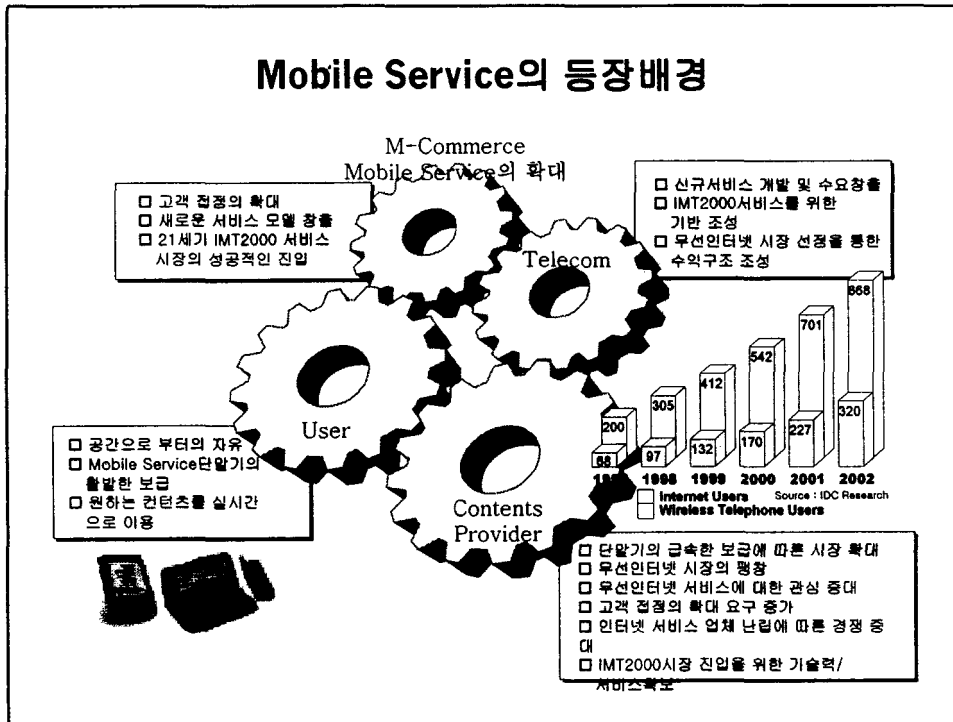 Mobile Service의 등장배경
M-Commerce
Mobile Service의 확대
□ 고객 접점의 확대
□ 새로운 서비스 모델 창출
□ 21세기 IMT2000 서비스
시장의 성공적인 진입
□ 신규서비스 개발 및 수요창출
□ IMT2000서비스를 위한
기반 조성
□ 무선인터넷 시장 선점을 통한
수익구조 조성
Telecom
User
Contents
Provider
□ 공간으로 부터의 자유
□ Mobile Service단말기의
활발한 보급
□ 원하는 컨텐츠를 실시간
으로 이용
200 305 412 542 701 868
68 97 132 170 227 320
1998 1999 2000 2001 2002
Internet Users Source : IDC Research
Wireless Telephone Users
□ 단말기의 급속한 보급에 따른 시장 확대
□ 무선인터넷 시장의 팽창
□ 무선인터넷 서비스에 대한 관심 증대
□ 고객 접점의 확대 요구 증가
□ 인터넷 서비스 업체 난립에 따른 경쟁 증
대
□ IMT2000시장 진입을 위한 기술력/
서비스확보